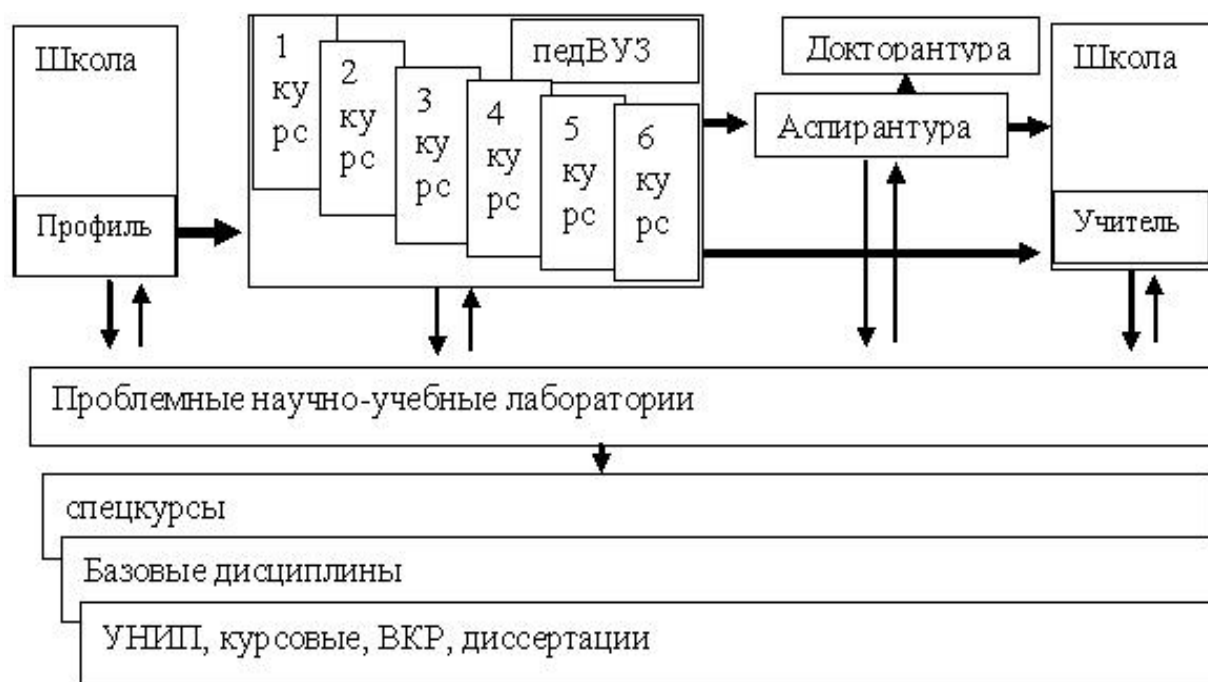 Школа
Профиль
1
ку
рс
2
ку
рс
3
ку
рс
4
ку
рс
5
ку
рс
6
ку
рс
педВУЗ
Докторантура
Аспирантура
Школа
Учитель
Проблемные научно-учебные лаборатории
спецкурсы
Базовые дисциплины
УНИП, курсовые, ВКР, диссертации